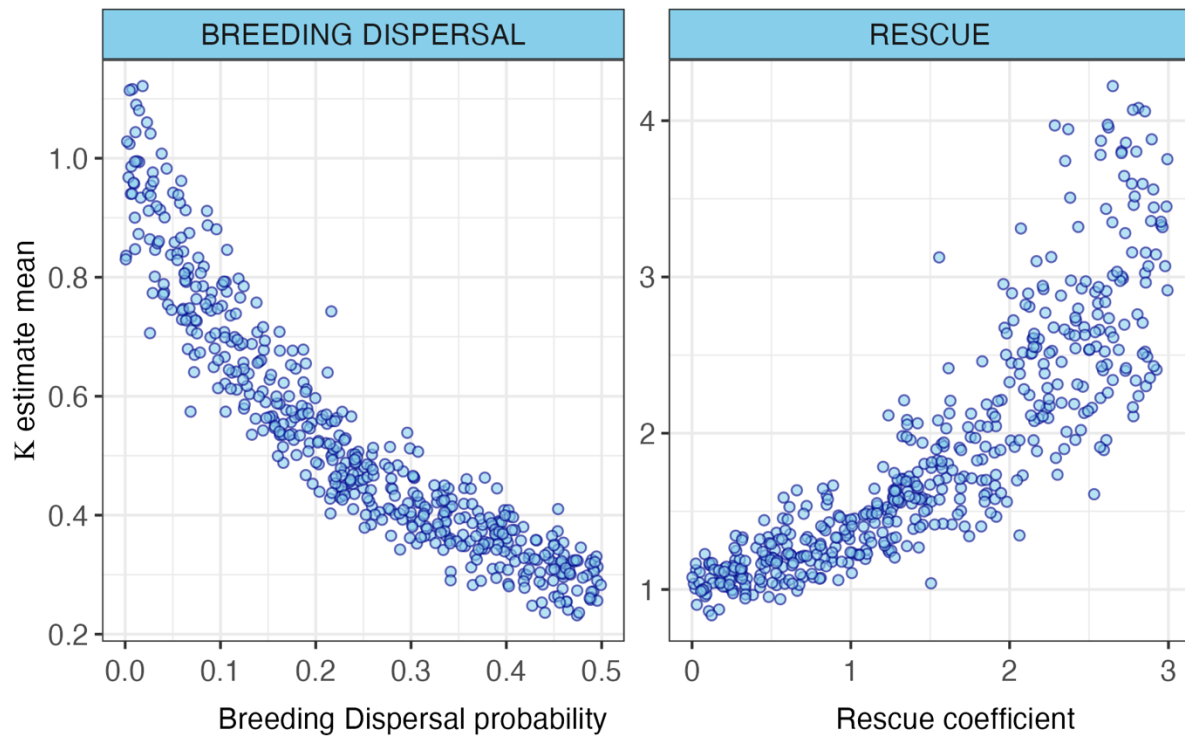 BREEDING DISPERSAL
RESCUE
K estimate mean
1.0
0.8
0.6
0.4
0.2
4
3
2
1
0.0 0.1 0.2 0.3 0.4 0.5
0 1 2 3
Breeding Dispersal probability
Rescue coefficient